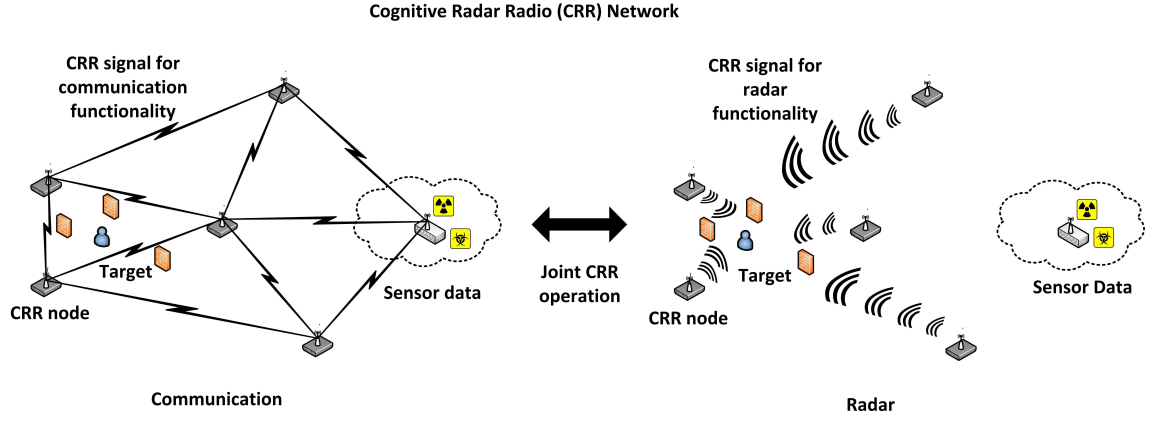 Cognitive Radar Radio (CRR) Network
CRR signal for
communication
functionality
Target
CRR node
Sensor data
Communication
Joint CRR
operation
CRR signal for
radar
functionality
Target
CRR node
Sensor Data
Radar